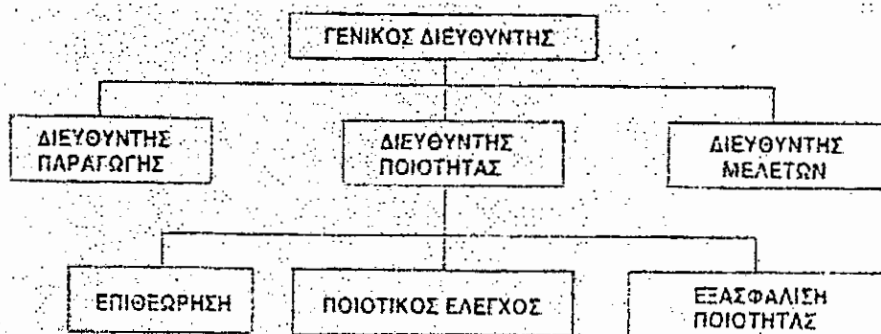 ΓΕΝΙΚΟΣ ΔΙΕΥΘΥΝΤΗΣ
ΔΙΕΥΘΥΝΤΗΣ
ΠΑΡΑΓΩΓΗΣ
ΔΙΕΥΘΥΝΤΗΣ
ΠΟΙΟΤΗΤΑΣ
ΔΙΕΥΘΥΝΤΗΣ
ΜΕΛΕΤΩΝ
ΕΠΙΘΕΩΡΗΣΗ
ΠΟΙΟΤΙΚΟΣ ΕΛΕΓΧΟΣ
ΕΞΑΣΦΑΛΙΣΗ
ΠΟΙΟΤΗΤΑΣ